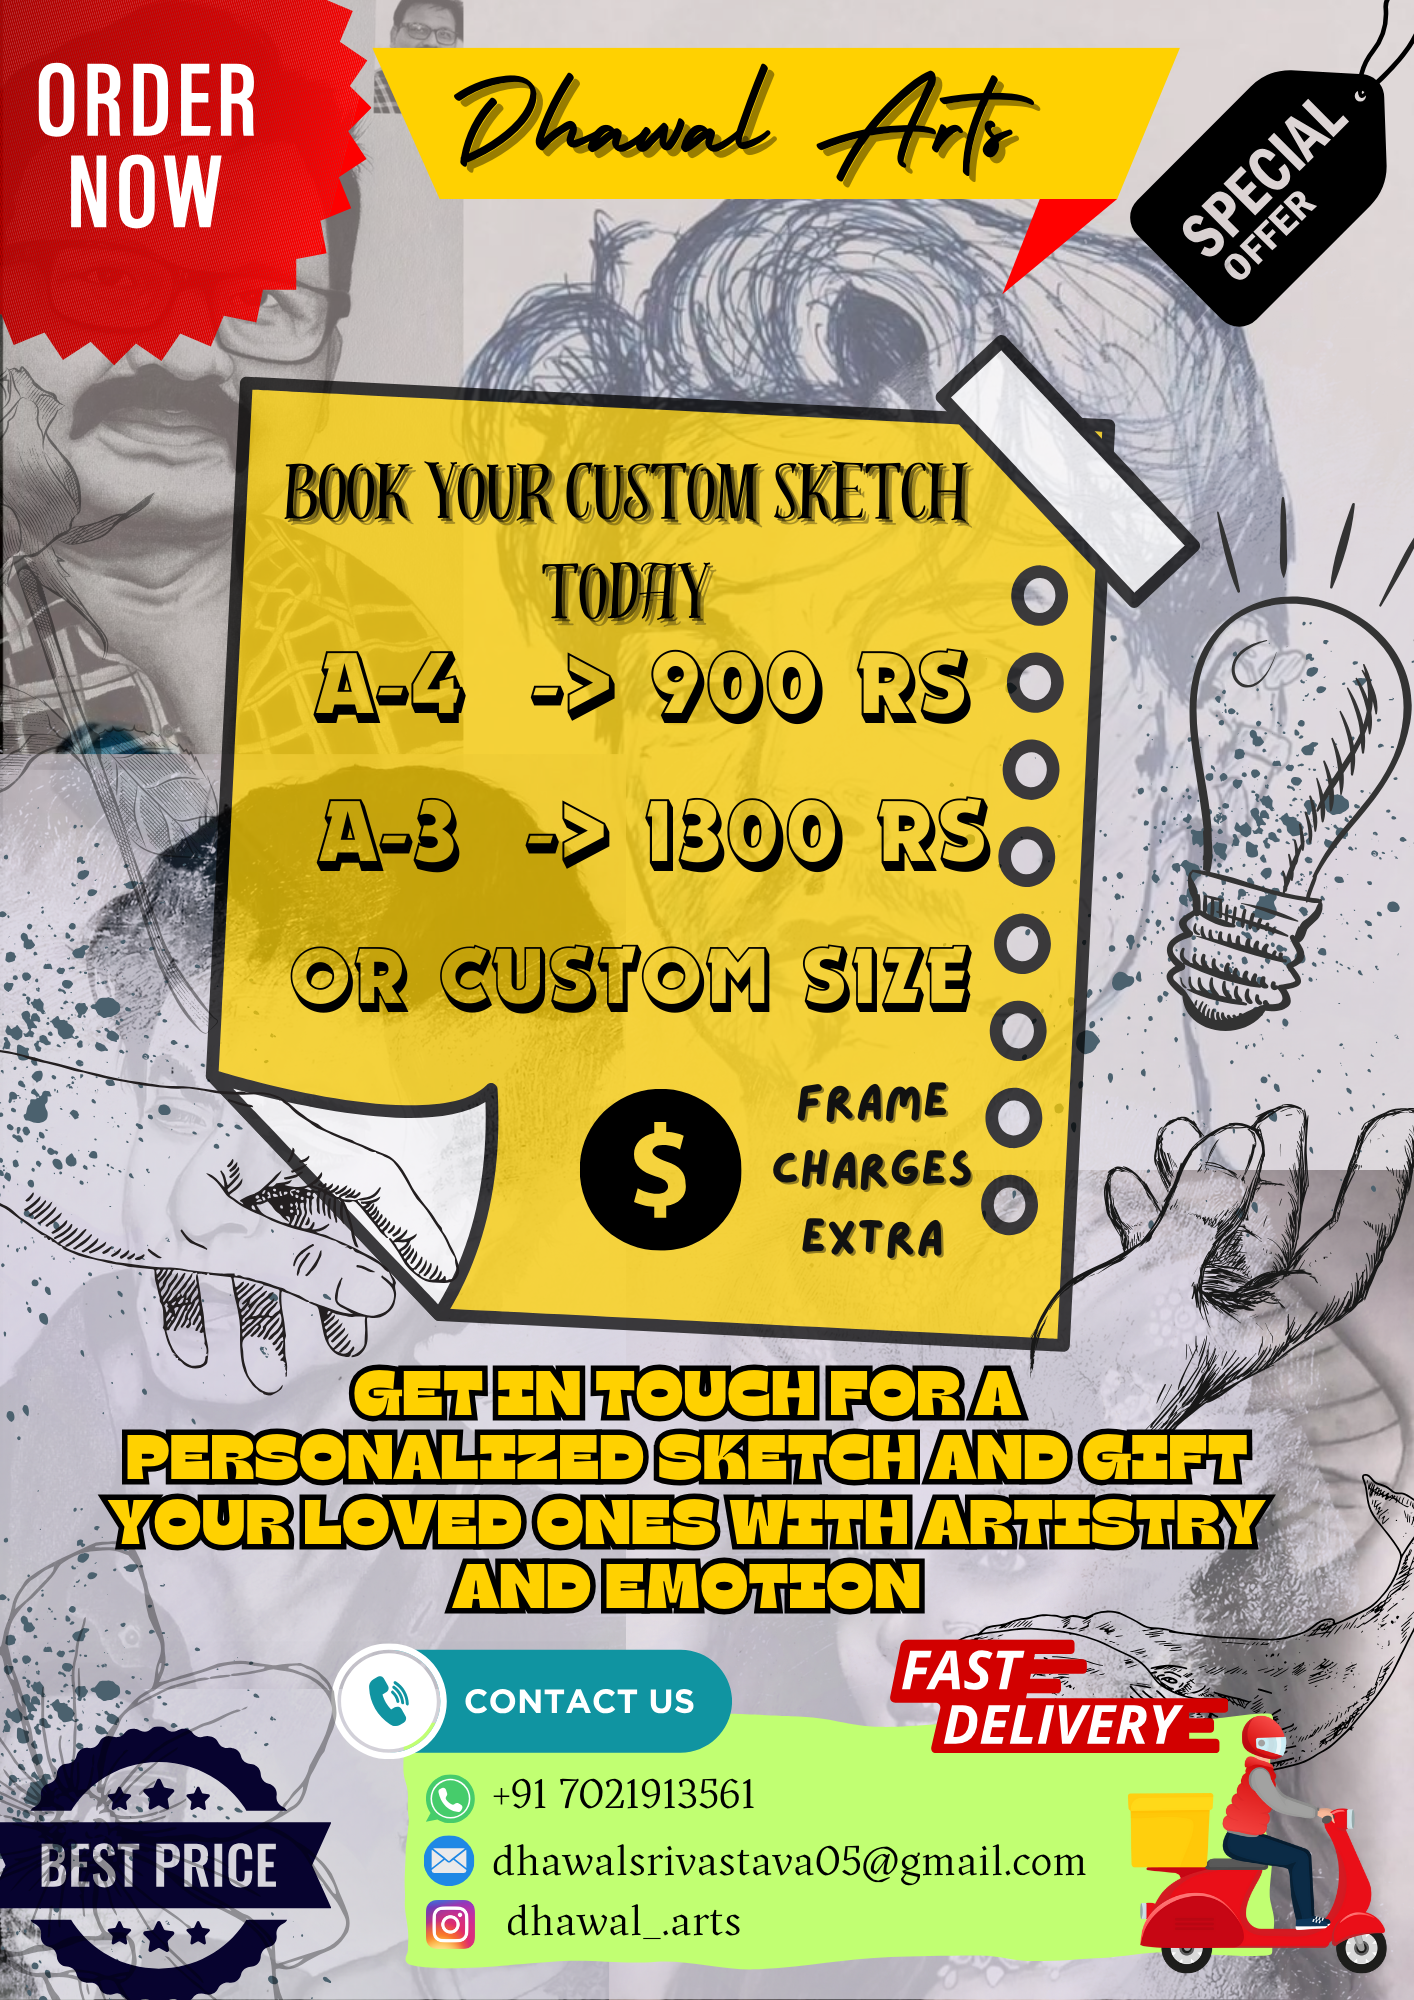 ORDER
NOW
Dhawal Arts
SPECIAL
OFFER
BOOK YOUR CUSTOM SKETCH
TODAY
A-4 -> 900 RS
A-3 -> 1300 RS
OR CUSTOM SIZE
$
FRAME
CHARGES
EXTRA
GET IN TOUCH FOR A
PERSONALIZED SKETCH AND GIFT
YOUR LOVED ONES WITH ARTISTRY
AND EMOTION
CONTACT US
FAST
DELIVERY
+91 7021913561
dhawalsrivastava05@gmail.com
dhawal_.arts
BEST PRICE